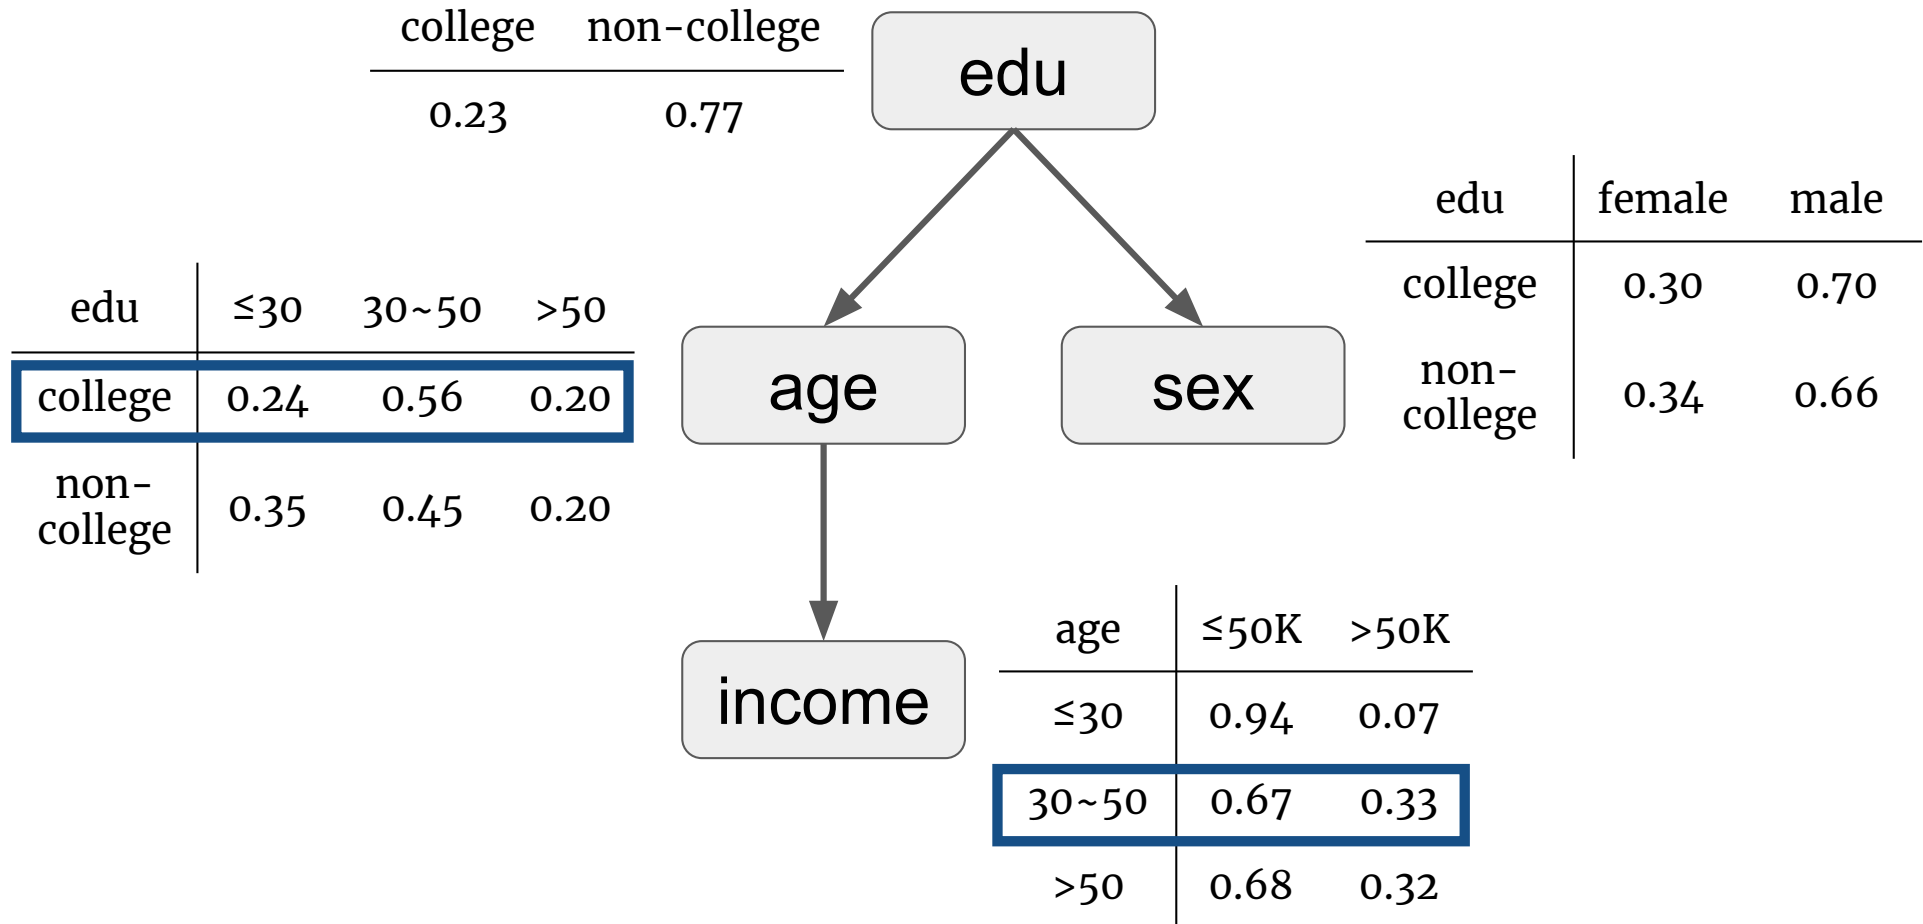 college non-college
0.23 0.77
edu
edu female male
college 0.30 0.70
non-
college 0.34 0.66
edu ≤30 30~50 >50
college 0.24 0.56 0.20
non-
college 0.35 0.45 0.20
age
sex
income
age ≤50K >50K
≤30 0.94 0.07
30~50 0.67 0.33
>50 0.68 0.32